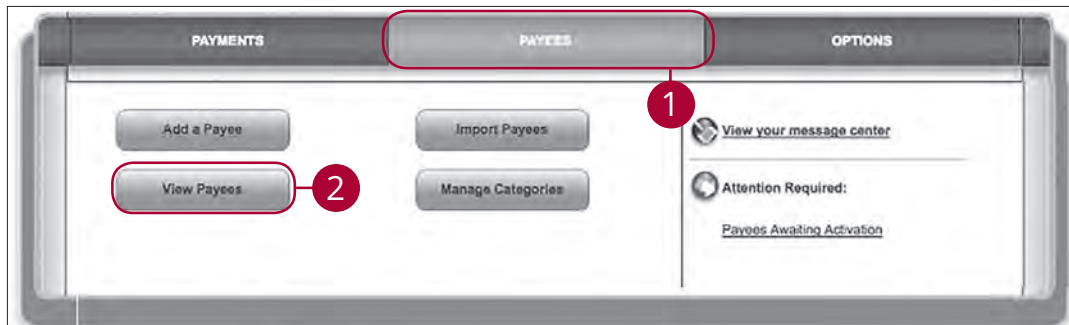 PAYMENTS
PAYEES
OPTIONS
1
Add a Payee
Import Payees
View your message center
View Payees
2
Manage Categories
Attention Required:
Payees Awaiting Activation